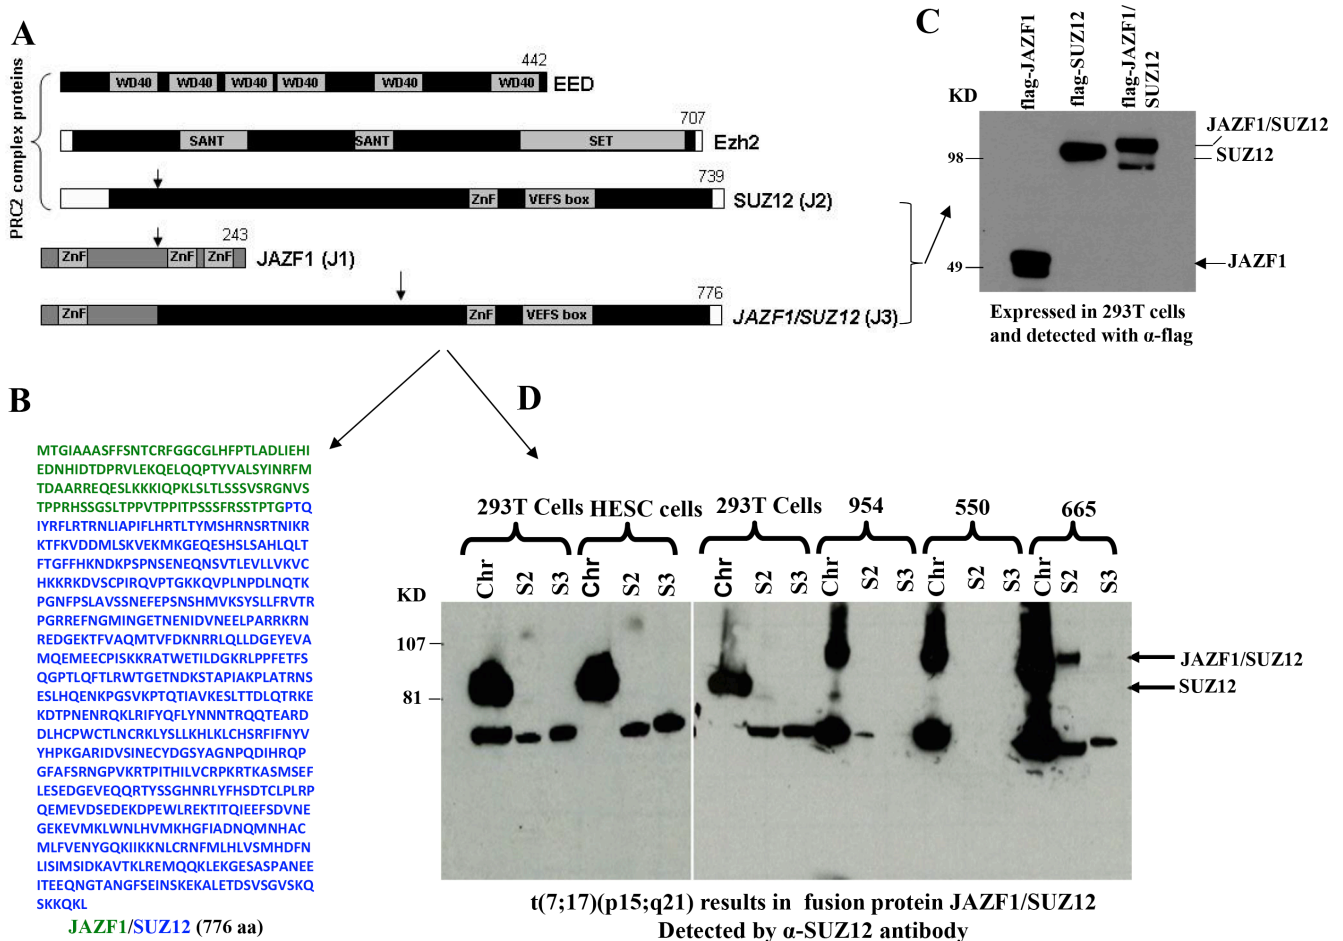 A
PRC2 complex proteins
442
WD40 WD40 WD40 WD40 WD40 WD40
EED
707
SANT SANT SET
Ezh2
739
ZnF VEFS box
SUZ12 (J2)
243
ZnF ZnF ZnF
JAZF1 (J1)
776
ZnF ZnF VEFS box
JAZF1/SUZ12 (J3)
C
flag-JAZF1
flag-SUZ12
flag-JAZF1/
SUZ12
KD
98
49
JAZF1/SUZ12
SUZ12
JAZF1
Expressed in 293T cells
and detected with α-flag
B
MTGIAAASFFSNTCRFGGCGLHFPTLADLIEHI
EDNHIDTDPRVLEKQELQQPTYVALSYINRFM
TDAARREQESLKKKIQPKLSLTLSSSVSRGNVS
TPPRHSSGSLTPPVTPPITPSSSFRSSTPTGPTQ
IYRFLRTRNLIAPIFLHRTLTYMSHRNSRTNIKR
KTFKVDDMLSKVEKMKGEQESHSLSAHLQLT
FTGFFHKNDKPSPNSENEQNSVTLEVLLVKVC
HKKRKDVSCPIRQVPTGKKQVPLNPDLNQTK
PGNFPSLAVSSNEFEPSNSHMVKSYSLLFRVTR
PGRREFNGMINGETNENIDVNEELPARRKRN
REDGEKTFVAQMTVFDKNRRLQLLDGEYEVA
MQEMEECPISKKRATWETILDGKRLPPFETFS
QGPTLQFTLRWTGETNDKSTAPIAKPLATRNS
ESLHQENKPGSVKPTQTIAVKESLTTDLQTRKE
KDTPNENRQKLRIFYQFLYNNNTRQQTEARD
DLHCPWCTLNCRKLYSLLKHLKLCHSRFIFNYV
YHPKGARIDVSINECYDGSYAGNPQDIHRQP
GFAFSRNGPVKRTPITHILVCRPKRTKASMSEF
LESEDGEVEQQRTYSSGHNRLYFHSDTCLPLRP
QEMEVDSEDEKDPEWLREKTITQIEEFSDVNE
GEKEVMKLWNLHVMKHGFIADNQMNHAC
MLFVENYGQKIIKKNLCRNFMLHLVSMHDFN
LISIMSIDKAVTKLREMQQKLEKGESASPANEE
ITEEQNGTANGFSEINSKEKALETDSVSGVSKQ
SKKQKL
JAZF1/SUZ12 (776 aa)
D
293T Cells HESC cells 293T Cells 954 550 665
Chr S2 S3 Chr S2 S3 Chr S2 S3 Chr S2 S3 Chr S2 S3 Chr S2 S3
KD
107
81
JAZF1/SUZ12
SUZ12
t(7;17)(p15;q21) results in fusion protein JAZF1/SUZ12
Detected by α-SUZ12 antibody